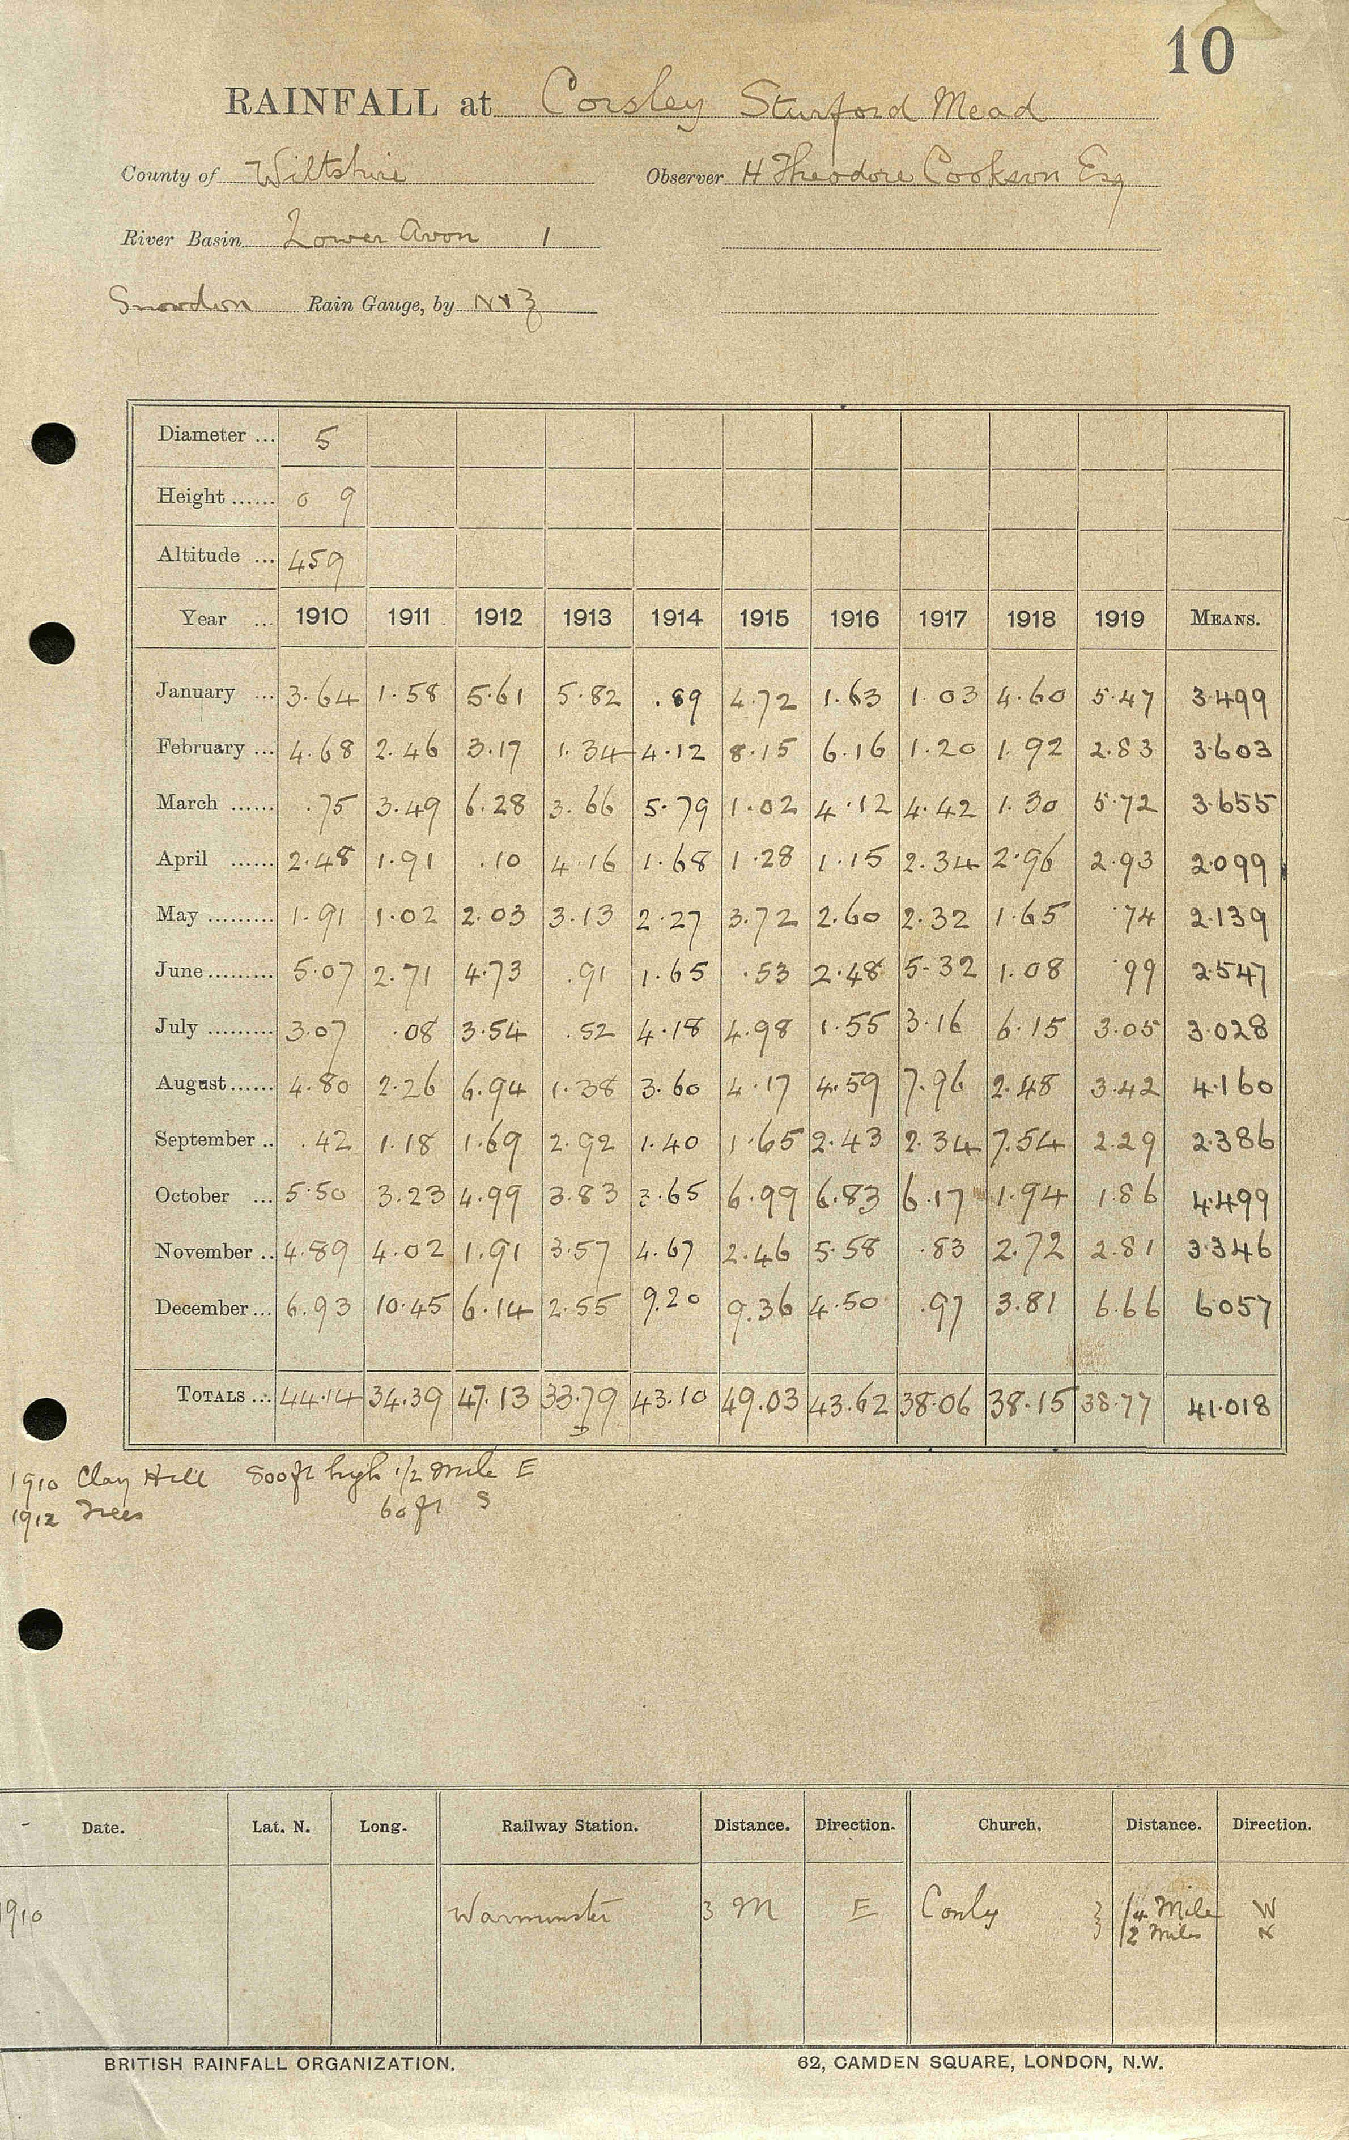 10
RAINFALL at Corsley Sturford Mead
County of Wiltshire Observer H Theodore Cookson Esq
River Basin Lower Avon 1
Snowdon Rain Gauge, by N & Z
Diameter ... 5
Height ...... 0 9
Altitude ... 459
Year ... 1910 1911 1912 1913 1914 1915 1916 1917 1918 1919 MEANS.
January ... 3.64 1.58 5.61 5.82 .89 4.72 1.63 1.03 4.60 5.47 3.499
February ... 4.68 2.46 3.17 1.34 4.12 8.15 6.16 1.20 1.92 2.83 3.603
March ...... .75 3.49 6.28 3.66 5.79 1.02 4.12 4.42 1.30 5.72 3.655
April ...... 2.48 1.91 .10 4.16 1.68 1.28 1.15 2.34 2.96 2.93 2.099
May ......... 1.91 1.02 2.03 3.13 2.27 3.72 2.60 2.32 1.65 .74 2.139
June ......... 5.07 2.71 4.73 .91 1.65 .53 2.48 5.32 1.08 .99 2.547
July ......... 3.07 .08 3.54 .52 4.18 4.98 1.55 3.16 6.15 3.05 3.028
August ...... 4.80 2.26 6.94 1.38 3.60 4.17 4.59 7.96 2.48 3.42 4.160
September .. .42 1.18 1.69 2.92 1.40 1.65 2.43 2.34 7.54 2.29 2.386
October ... 5.50 3.23 4.99 3.83 3.65 6.99 6.83 6.17 1.94 1.86 4.499
November .. 4.89 4.02 1.91 3.57 4.67 2.46 5.58 .83 2.72 2.81 3.346
December ... 6.93 10.45 6.14 2.55 9.20 9.36 4.50 .97 3.81 6.66 6.057
TOTALS ... 44.14 34.39 47.13 33.79 43.10 49.03 43.62 38.06 38.15 38.77 41.018
1910 Clay Hill 800 ft high 1/2 mile E
1912 Trees 60 ft S
Date. Lat. N. Long. Railway Station. Distance. Direction. Church. Distance. Direction.
1910 Warminster 3 M E 1/4 Mile W
2 Miles N
BRITISH RAINFALL ORGANIZATION. 62, CAMDEN SQUARE, LONDON, N.W.